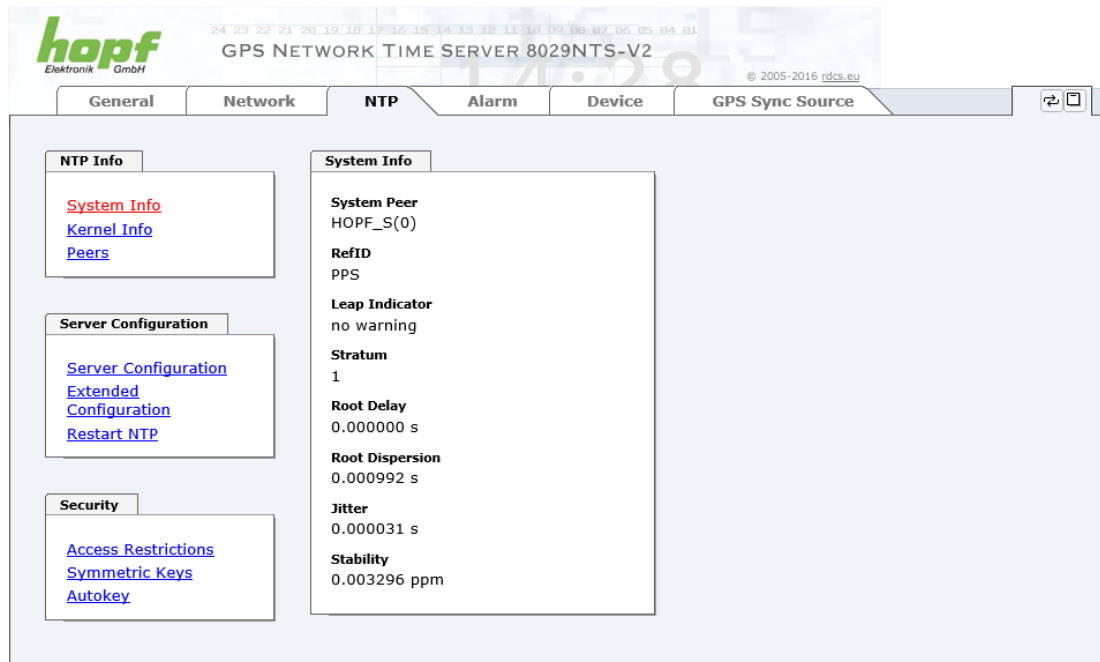 hopf
Elektronik GmbH
24 23 22 21 20 19 18 17 16 15 14 13 12 11 10 09 08 07 06 05 04 01
GPS NETWORK TIME SERVER 8029NTS-V2
14:28
© 2005-2016 rdcs.eu
General Network NTP Alarm Device GPS Sync Source
NTP Info
System Info
Kernel Info
Peers
Server Configuration
Server Configuration
Extended
Configuration
Restart NTP
Security
Access Restrictions
Symmetric Keys
Autokey
System Info
System Peer
HOPF_S(0)
RefID
PPS
Leap Indicator
no warning
Stratum
1
Root Delay
0.000000 s
Root Dispersion
0.000992 s
Jitter
0.000031 s
Stability
0.003296 ppm